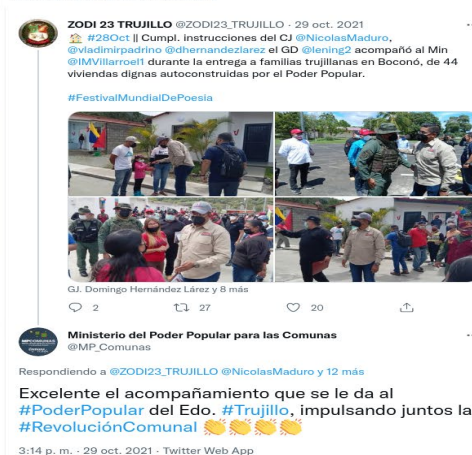 ZODI 23 TRUJILLO @ZODI23_TRUJILLO · 29 oct. 2021
#28Oct || Cumpl. instrucciones del CJ @NicolasMaduro,
@vladimirpadrino @dhernandezlarez el GD @lening2 acompañó al Min
@IMVillarroel1 durante la entrega a familias trujillanas en Boconó, de 44
viviendas dignas autoconstruidas por el Poder Popular.
#FestivalMundialDePoesia
GJ. Domingo Hernández Lárez y 8 más
2 27 20
Ministerio del Poder Popular para las Comunas
@MP_Comunas
Respondiendo a @ZODI23_TRUJILLO @NicolasMaduro y 12 más
Excelente el acompañamiento que se le da al
#PoderPopular del Edo. #Trujillo, impulsando juntos la
#RevoluciónComunal 👏👏👏👏
3:14 p. m. · 29 oct. 2021 · Twitter Web App